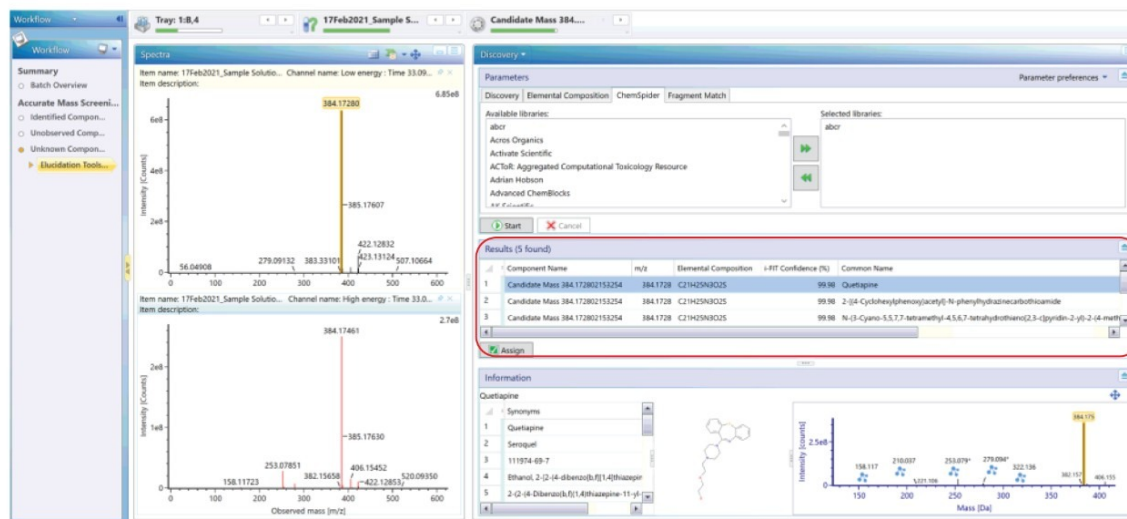 Workflow
Tray: 1:B,4
17Feb2021_Sample S...
Candidate Mass 384....
Workflow
Summary
Batch Overview
Accurate Mass Screeni...
Identified Compon...
Unobserved Comp...
Unknown Compon...
Elucidation Tools...
Spectra
Item name: 17Feb2021_Sample Solutio... Channel name: Low energy : Time 33.09...
Item description:
6.85e8
384.17280
6e8
4e8
2e8
0
Intensity [Counts]
385.17607
422.12832
423.13124
507.10664
383.33101
279.09132
56.04908
0 100 200 300 400 500 600
Item name: 17Feb2021_Sample Solutio... Channel name: High energy : Time 33.0...
Item description:
2.7e8
384.17461
2e8
1e8
0
Intensity [Counts]
385.17630
406.15452
253.07851
382.15658
520.09350
422.12853
158.11723
0 100 200 300 400 500 600
Observed mass [m/z]
Discovery
Parameters
Parameter preferences
Discovery Elemental Composition ChemSpider Fragment Match
Available libraries:
abcr
Acros Organics
Activate Scientific
ACToR: Aggregated Computational Toxicology Resource
Adrian Hobson
Advanced ChemBlocks
AK Scientific
Selected libraries:
abcr
Start Cancel
Results (5 found)
Component Name m/z Elemental Composition i-FIT Confidence (%) Common Name
1 Candidate Mass 384.172802153254 384.1728 C21H25N3O2S 99.98 Quetiapine
2 Candidate Mass 384.172802153254 384.1728 C21H25N3O2S 99.98 2-[(4-Cyclohexylphenoxy)acetyl]-N-phenylhydrazinecarbothioamide
3 Candidate Mass 384.172802153254 384.1728 C21H25N3O2S 99.98 N-(3-Cyano-5,5,7,7-tetramethyl-4,5,6,7-tetrahydrothieno[2,3-c]pyridin-2-yl)-2-(4-meth
Assign
Information
Quetiapine
Synonyms
1 Quetiapine
2 Seroquel
3 111974-69-7
4 Ethanol, 2-[2-(4-dibenzo[b,f][1,4]thiazepin
5 2-(2-(4-Dibenzo[b,f][1,4]thiazepine-11-yl-
384.175
2.5e8
0
Intensity [counts]
158.117
210.037
221.106
253.079*
279.094*
322.136
382.157
406.155
150 200 250 300 350 400
Mass [Da]